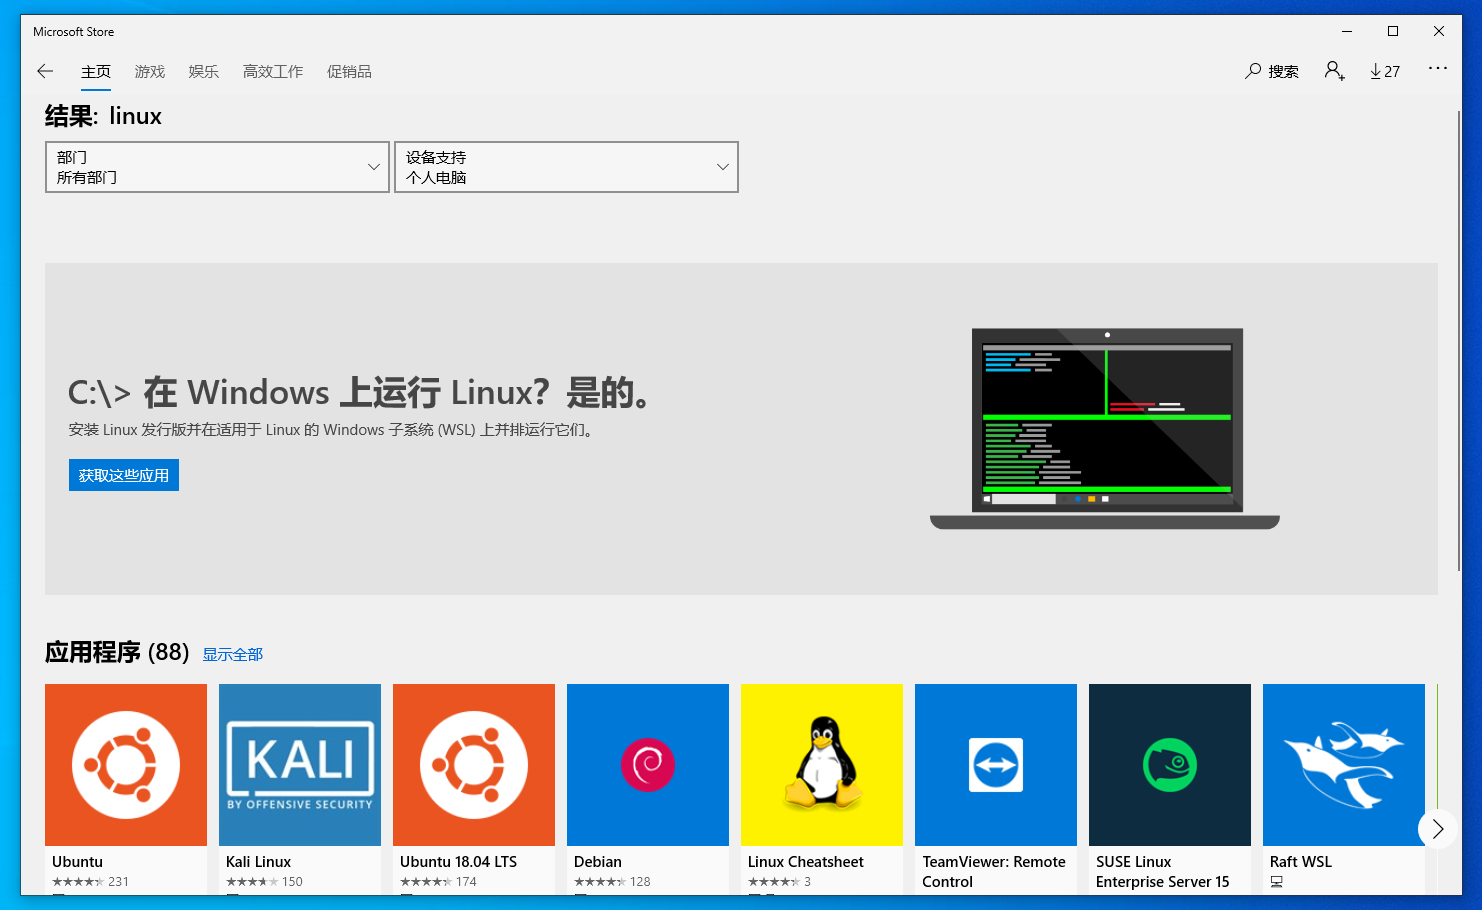 Microsoft Store
主页 游戏 娱乐 高效工作 促销品 搜索 27
结果: linux
部门
所有部门
设备支持
个人电脑
C:\> 在 Windows 上运行 Linux？是的。
安装 Linux 发行版并在适用于 Linux 的 Windows 子系统 (WSL) 上并排运行它们。
获取这些应用
应用程序 (88) 显示全部
KALI
BY OFFENSIVE SECURITY
Ubuntu
231
Kali Linux
150
Ubuntu 18.04 LTS
174
Debian
128
Linux Cheatsheet
3
TeamViewer: Remote
Control
SUSE Linux
Enterprise Server 15
Raft WSL